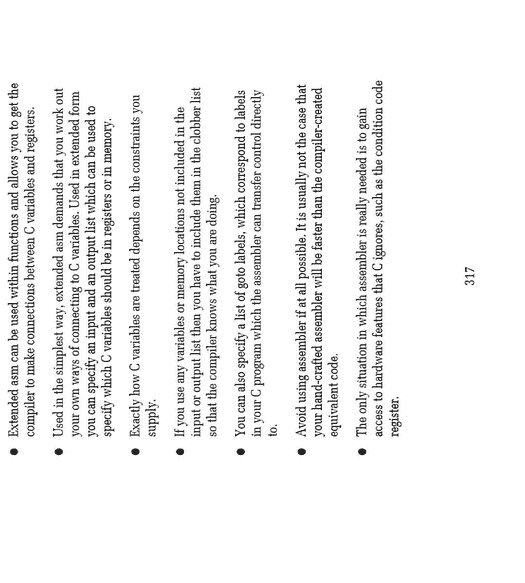 ● Extended asm can be used within functions and allows you to get the
compiler to make connections between C variables and registers.
● Used in the simplest way, extended asm demands that you work out
your own ways of connecting to C variables. Used in extended form
you can specify an input and an output list which can be used to
specify which C variables should be in registers or in memory.
● Exactly how C variables are treated depends on the constraints you
supply.
● If you use any variables or memory locations not included in the
input or output list then you have to include them in the clobber list
so that the compiler knows what you are doing.
● You can also specify a list of goto labels, which correspond to labels
in your C program which the assembler can transfer control directly
to.
● Avoid using assembler if at all possible. It is usually not the case that
your hand-crafted assembler will be faster than the compiler-created
equivalent code.
● The only situation in which assembler is really needed is to gain
access to hardware features that C ignores, such as the condition code
register.
317